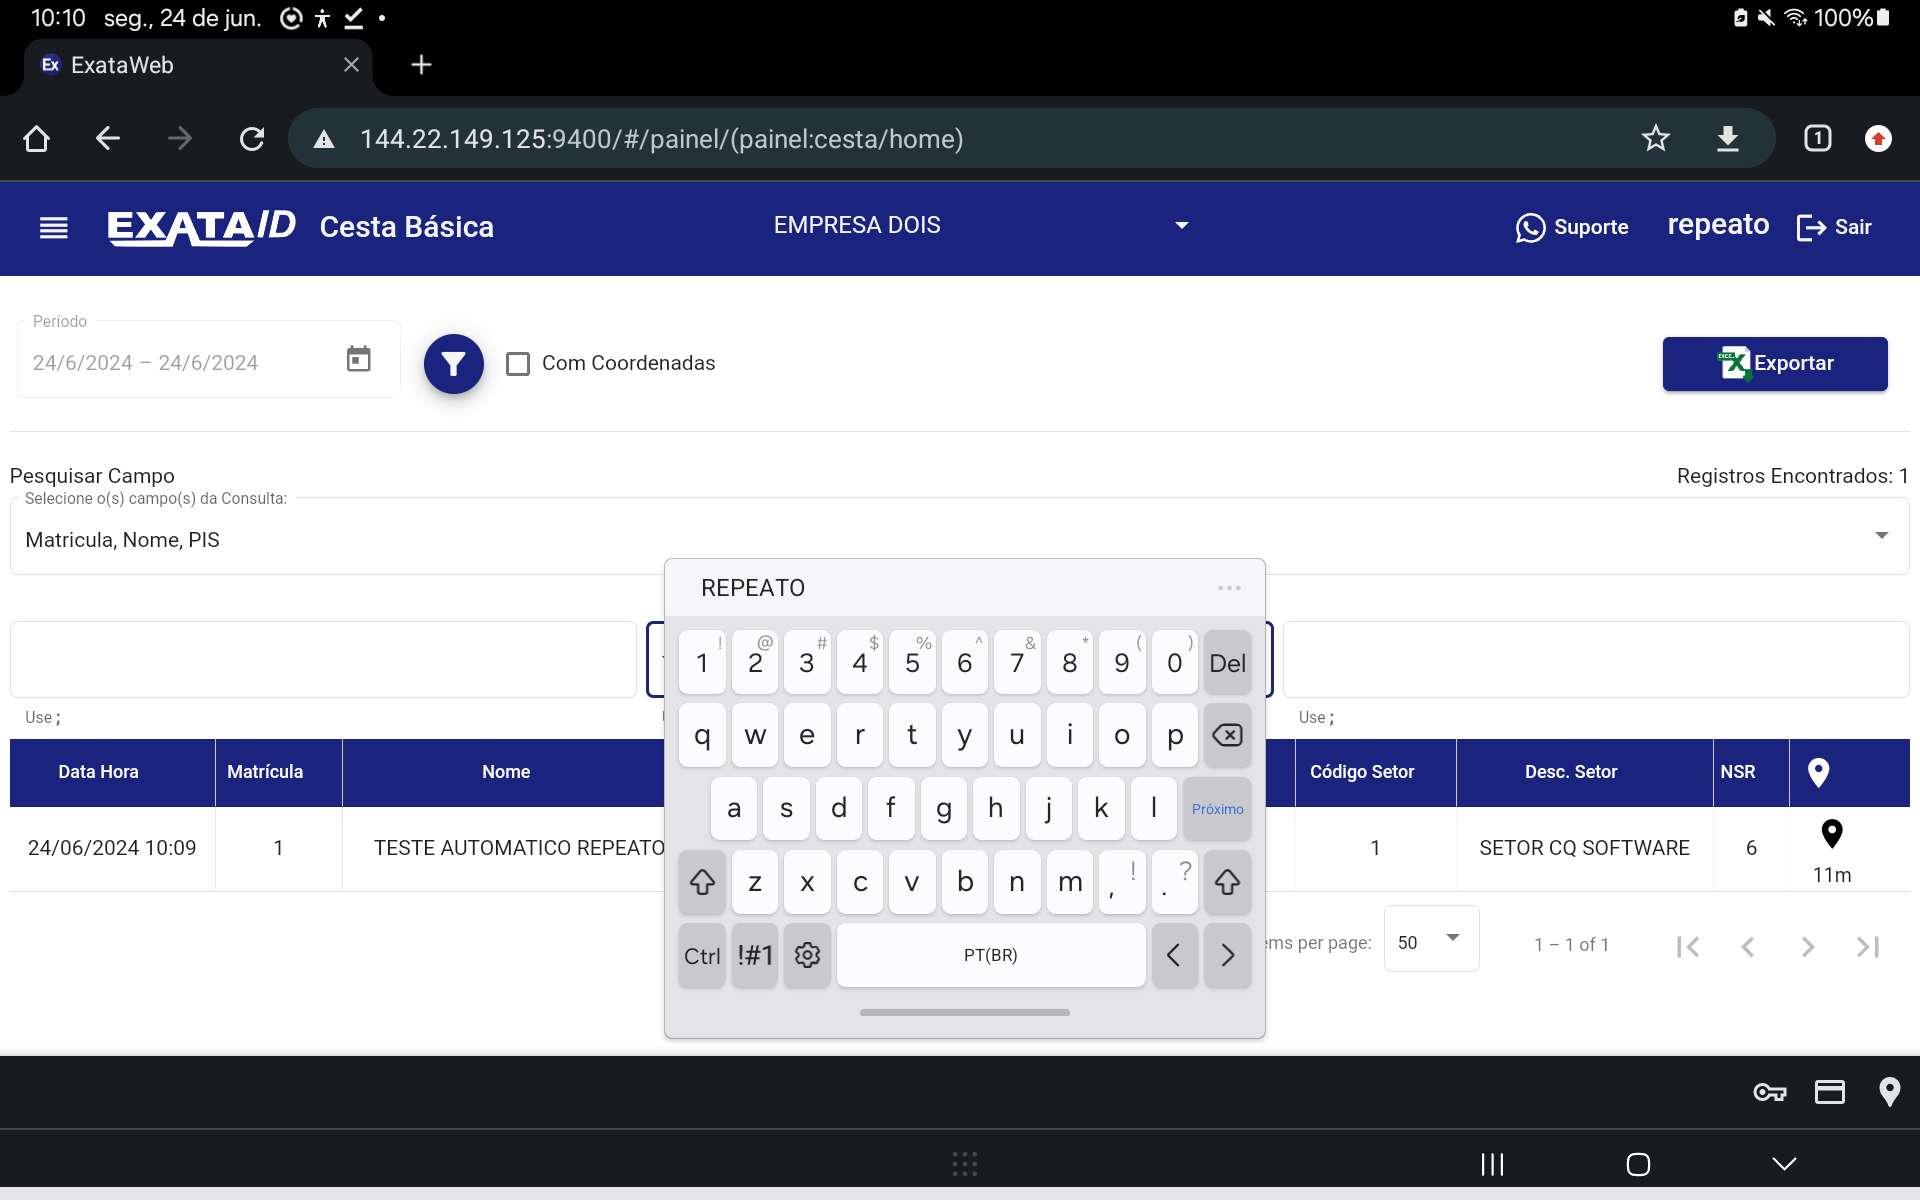 10:10 seg., 24 de jun. 100%
Ex ExataWeb
144.22.149.125:9400/#/painel/(painel:cesta/home) 1
EXATA ID Cesta Básica EMPRESA DOIS Suporte repeato Sair
Período
24/6/2024 – 24/6/2024 Com Coordenadas Exportar
Pesquisar Campo Registros Encontrados: 1
Selecione o(s) campo(s) da Consulta:
Matricula, Nome, PIS
REPEATO
! @ # $ % ^ & * ( )
1 2 3 4 5 6 7 8 9 0 Del
Use ; Use ;
q w e r t y u i o p
Data Hora Matrícula Nome Código Setor Desc. Setor NSR
a s d f g h j k l Próximo
24/06/2024 10:09 1 TESTE AUTOMATICO REPEATO 1 SETOR CQ SOFTWARE 6 11m
z x c v b n m , ! . ?
Ctrl !#1 PT(BR)
ems per page: 50 1 – 1 of 1